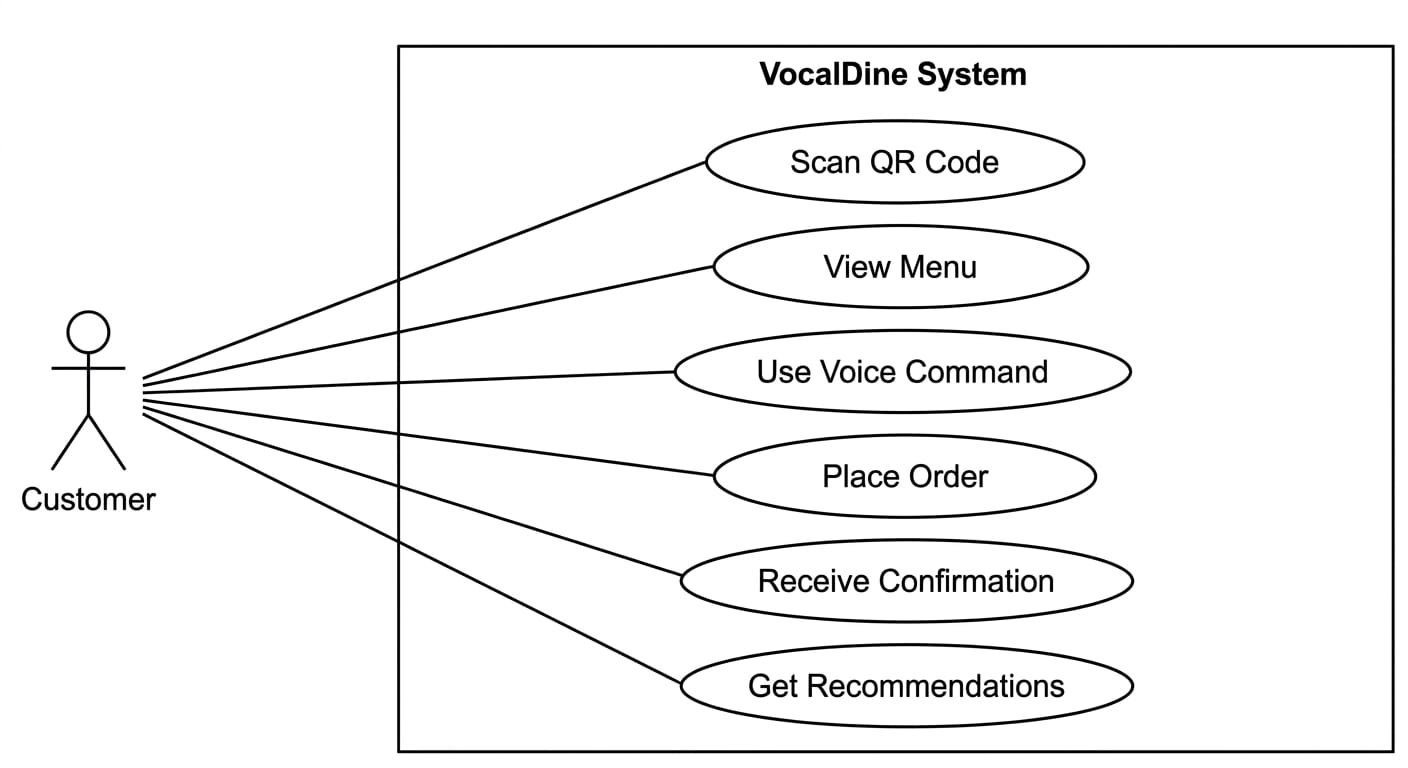 VocalDine System
Scan QR Code
View Menu
Use Voice Command
Place Order
Customer
Receive Confirmation
Get Recommendations